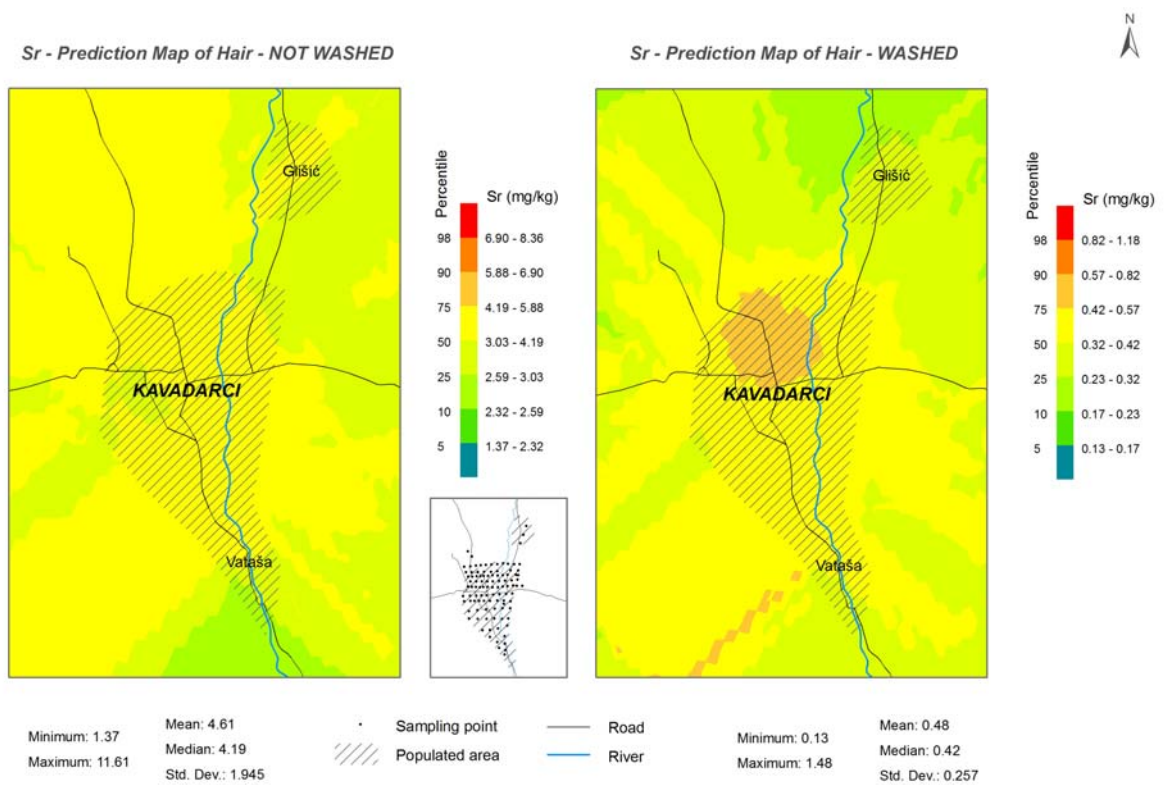 N
Sr - Prediction Map of Hair - NOT WASHED
Sr - Prediction Map of Hair - WASHED
Glišić
KAVADARCI
Vataša
Percentile
Sr (mg/kg)
98
6.90 - 8.36
90
5.88 - 6.90
75
4.19 - 5.88
50
3.03 - 4.19
25
2.59 - 3.03
10
2.32 - 2.59
5
1.37 - 2.32
Glišić
KAVADARCI
Vataša
Percentile
Sr (mg/kg)
98
0.82 - 1.18
90
0.57 - 0.82
75
0.42 - 0.57
50
0.32 - 0.42
25
0.23 - 0.32
10
0.17 - 0.23
5
0.13 - 0.17
Minimum: 1.37
Maximum: 11.61
Mean: 4.61
Median: 4.19
Std. Dev.: 1.945
Sampling point
Populated area
Road
River
Minimum: 0.13
Maximum: 1.48
Mean: 0.48
Median: 0.42
Std. Dev.: 0.257